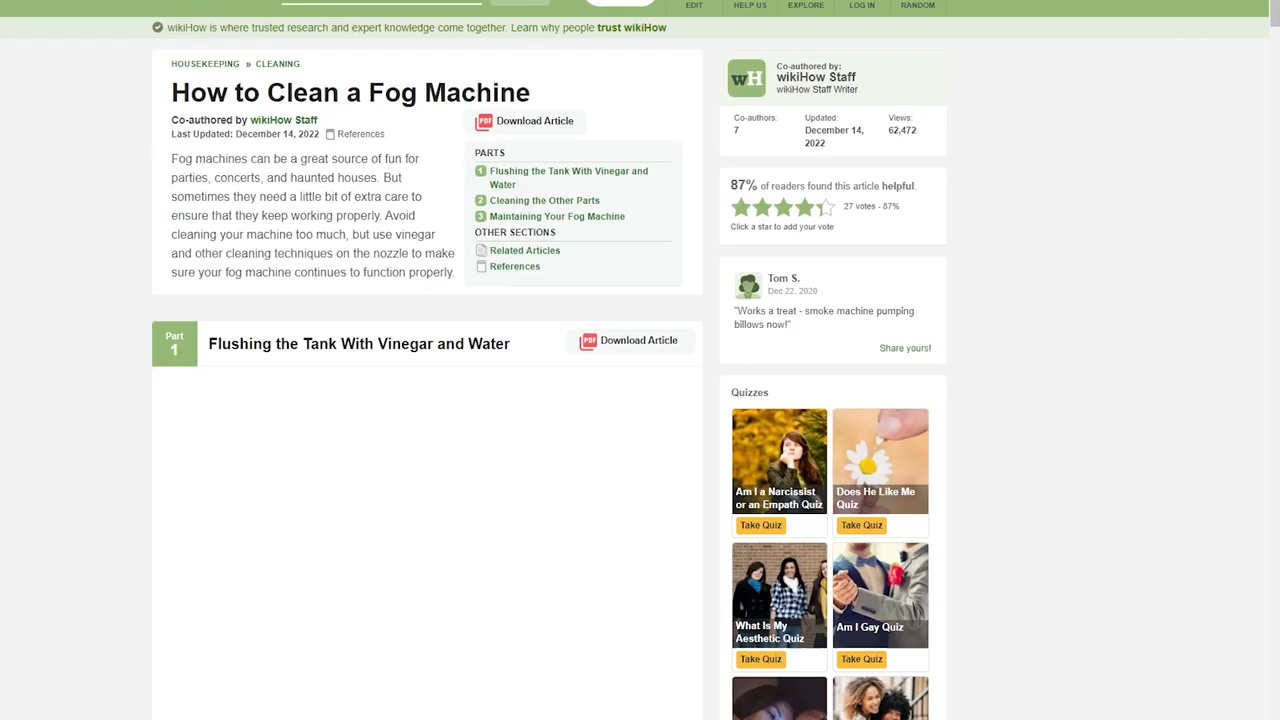 EDIT
HELP US
EXPLORE
LOG IN
RANDOM
wikiHow is where trusted research and expert knowledge come together. Learn why people trust wikiHow
HOUSEKEEPING » CLEANING
How to Clean a Fog Machine
Co-authored by wikiHow Staff
Last Updated: December 14, 2022 References
Fog machines can be a great source of fun for
parties, concerts, and haunted houses. But
sometimes they need a little bit of extra care to
ensure that they keep working properly. Avoid
cleaning your machine too much, but use vinegar
and other cleaning techniques on the nozzle to make
sure your fog machine continues to function properly.
PDF Download Article
PARTS
1 Flushing the Tank With Vinegar and
Water
2 Cleaning the Other Parts
3 Maintaining Your Fog Machine
OTHER SECTIONS
Related Articles
References
Part
1
Flushing the Tank With Vinegar and Water
PDF Download Article
wH
Co-authored by:
wikiHow Staff
wikiHow Staff Writer
Co-authors:
7
Updated:
December 14,
2022
Views:
62,472
87% of readers found this article helpful.
27 votes - 87%
Click a star to add your vote
Tom S.
Dec 22, 2020
"Works a treat - smoke machine pumping
billows now!"
Share yours!
Quizzes
Am I a Narcissist
or an Empath Quiz
Take Quiz
Does He Like Me
Quiz
Take Quiz
What Is My
Aesthetic Quiz
Take Quiz
Am I Gay Quiz
Take Quiz